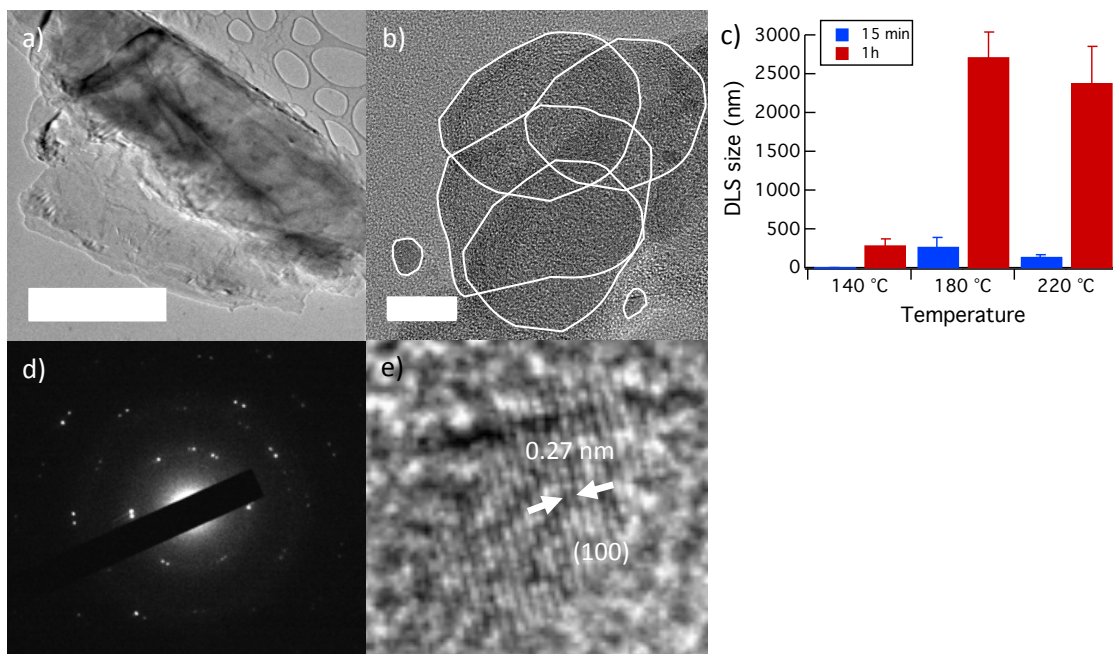 a)
b)
c)
15 min
1h
3000
2500
2000
1500
1000
500
0
DLS size (nm)
140 °C
180 °C
220 °C
Temperature
d)
e)
0.27 nm
(100)